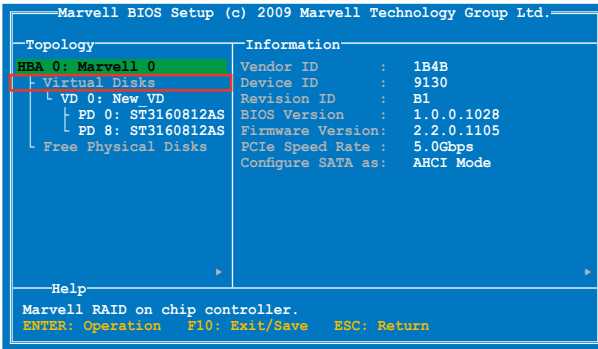 Marvell BIOS Setup (c) 2009 Marvell Technology Group Ltd.
Topology
HBA 0: Marvell 0
Virtual Disks
VD 0: New_VD
PD 0: ST3160812AS
PD 8: ST3160812AS
Free Physical Disks
Information
Vendor ID : 1B4B
Device ID : 9130
Revision ID : B1
BIOS Version : 1.0.0.1028
Firmware Version: 2.2.0.1105
PCIe Speed Rate : 5.0Gbps
Configure SATA as: AHCI Mode
Help
Marvell RAID on chip controller.
ENTER: Operation F10: Exit/Save ESC: Return